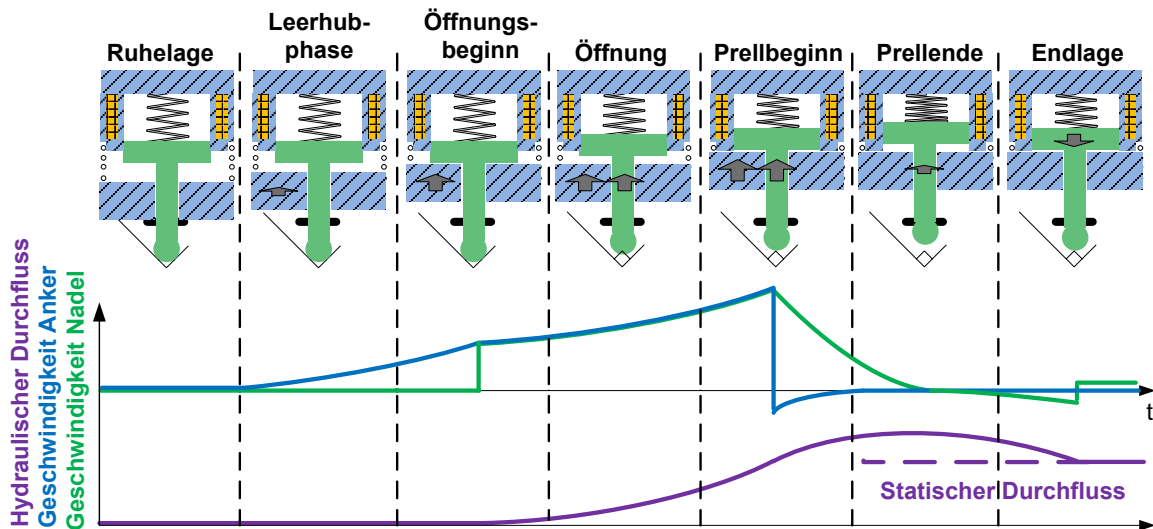 Ruhelage
Leerhub-
phase
Öffnungs-
beginn
Öffnung
Prellbeginn
Prellende
Endlage
Hydraulischer Durchfluss
Geschwindigkeit Anker
Geschwindigkeit Nadel
t
Statischer Durchfluss